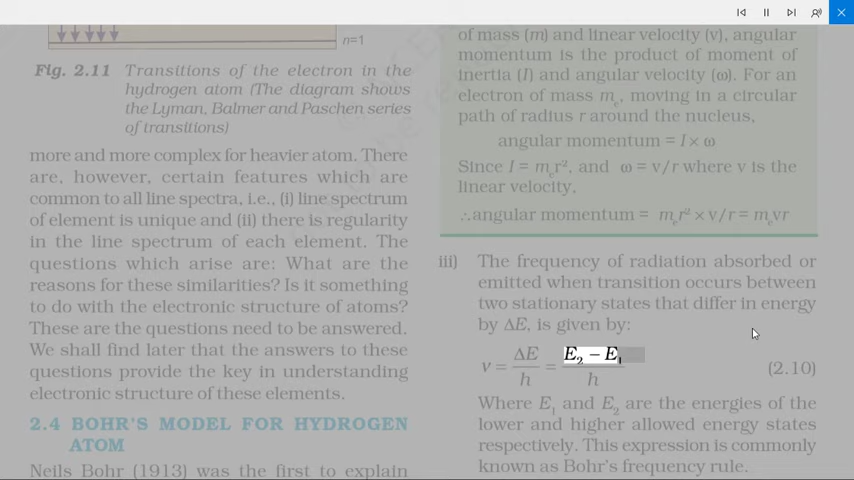 n=1
Fig. 2.11 Transitions of the electron in the
hydrogen atom (The diagram shows
the Lyman, Balmer and Paschen series
of transitions)
more and more complex for heavier atom. There
are, however, certain features which are
common to all line spectra, i.e., (i) line spectrum
of element is unique and (ii) there is regularity
in the line spectrum of each element. The
questions which arise are: What are the
reasons for these similarities? Is it something
to do with the electronic structure of atoms?
These are the questions need to be answered.
We shall find later that the answers to these
questions provide the key in understanding
electronic structure of these elements.
2.4 BOHR'S MODEL FOR HYDROGEN
ATOM
Neils Bohr (1913) was the first to explain
of mass (m) and linear velocity (v), angular
momentum is the product of moment of
inertia (I) and angular velocity (ω). For an
electron of mass mₑ, moving in a circular
path of radius r around the nucleus,
angular momentum = I × ω
Since I = mₑr², and ω = v/r where v is the
linear velocity,
∴angular momentum = mₑr² × v/r = mₑvr
iii) The frequency of radiation absorbed or
emitted when transition occurs between
two stationary states that differ in energy
by ΔE, is given by:
ν = ΔE/h = E₂ – E₁/h (2.10)
Where E₁ and E₂ are the energies of the
lower and higher allowed energy states
respectively. This expression is commonly
known as Bohr's frequency rule.